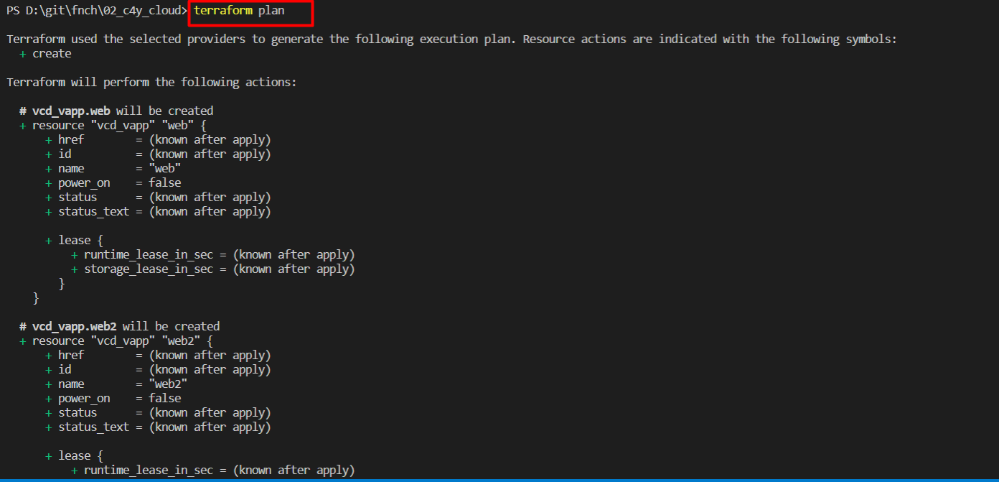 PS D:\git\fnch\02_c4y_cloud> terraform plan
Terraform used the selected providers to generate the following execution plan. Resource actions are indicated with the following symbols:
  + create
Terraform will perform the following actions:
  # vcd_vapp.web will be created
  + resource "vcd_vapp" "web" {
      + href        = (known after apply)
      + id          = (known after apply)
      + name        = "web"
      + power_on    = false
      + status      = (known after apply)
      + status_text = (known after apply)
      + lease {
          + runtime_lease_in_sec = (known after apply)
          + storage_lease_in_sec = (known after apply)
        }
    }
  # vcd_vapp.web2 will be created
  + resource "vcd_vapp" "web2" {
      + href        = (known after apply)
      + id          = (known after apply)
      + name        = "web2"
      + power_on    = false
      + status      = (known after apply)
      + status_text = (known after apply)
      + lease {
          + runtime_lease_in_sec = (known after apply)